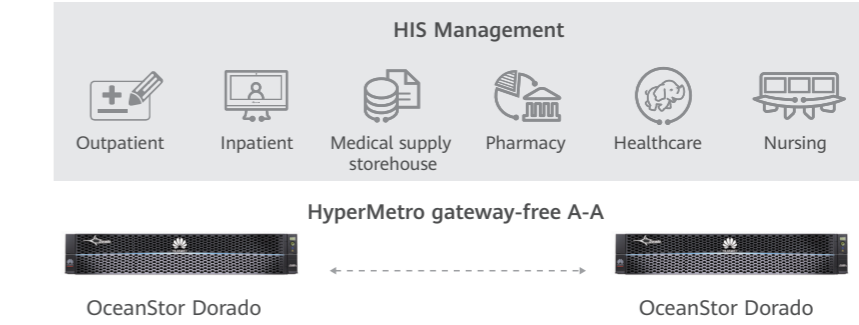 HIS Management
Outpatient
Inpatient
Medical supply
storehouse
Pharmacy
Healthcare
Nursing
HyperMetro gateway-free A-A
OceanStor Dorado
OceanStor Dorado